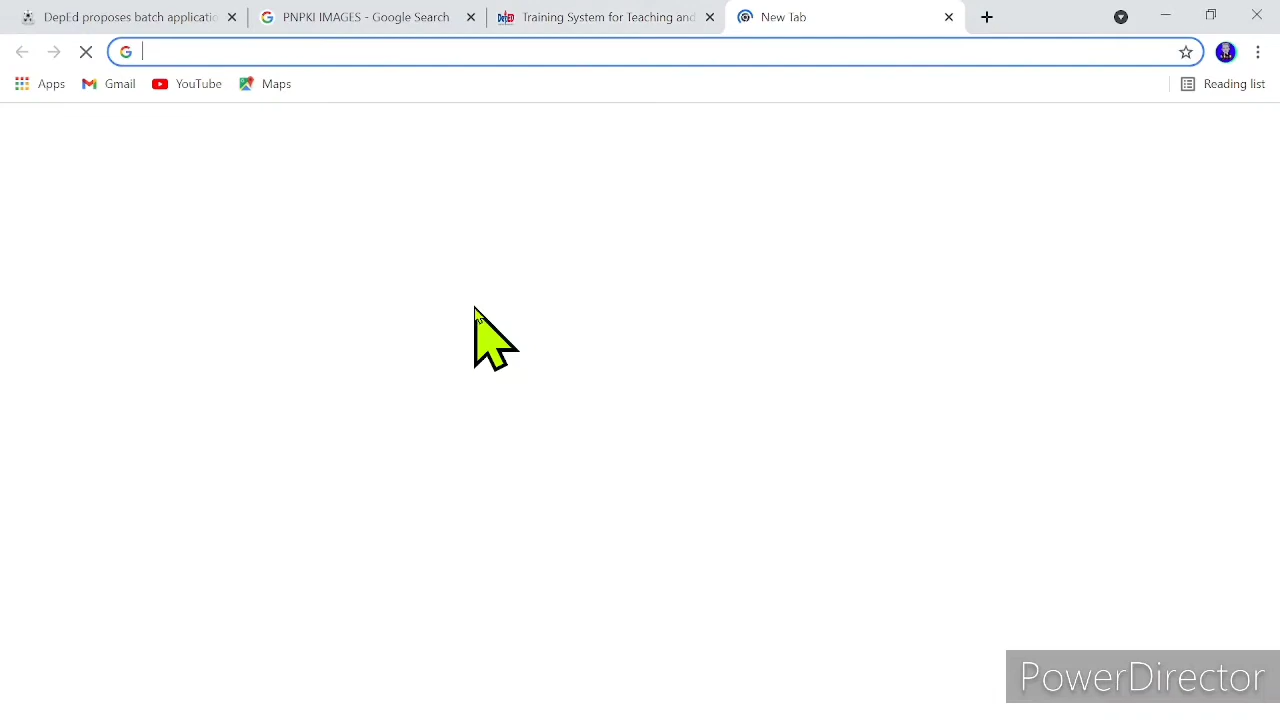 DepEd proposes batch applicatio
PNPKI IMAGES - Google Search
DepED
Training System for Teaching and
New Tab
Apps
Gmail
YouTube
Maps
Reading list
PowerDirector